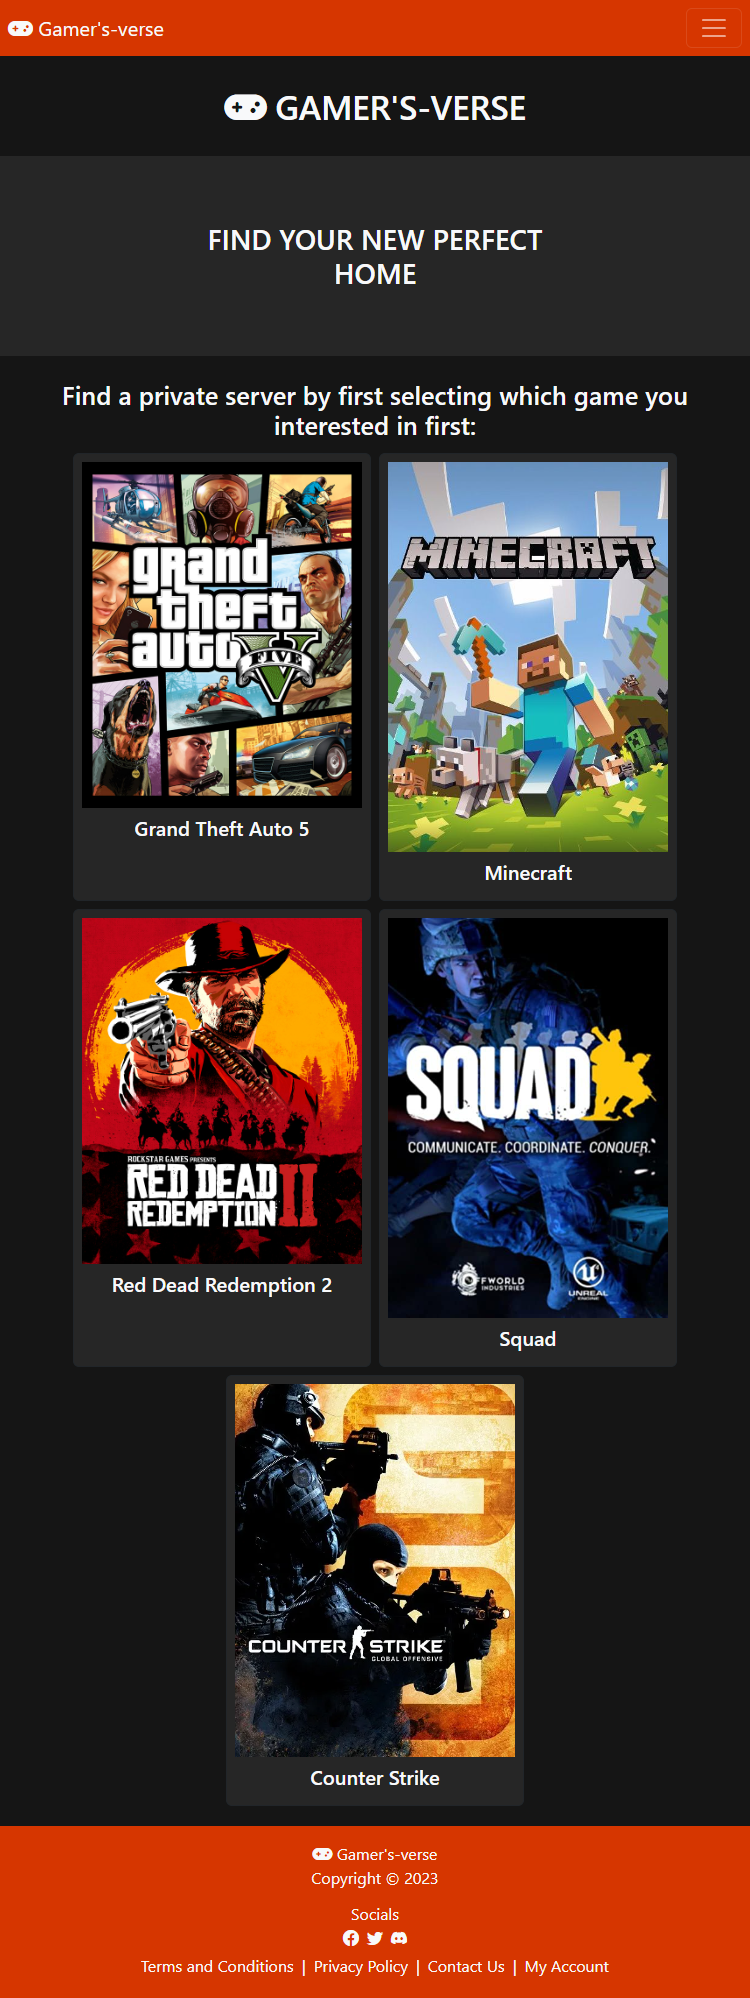 Gamer's-verse
GAMER'S-VERSE
FIND YOUR NEW PERFECT
HOME
Find a private server by first selecting which game you
interested in first:
grand
theft
auto V
FIVE
Grand Theft Auto 5
MINECRAFT
Minecraft
ROCKSTAR GAMES PRESENTS
RED DEAD
REDEMPTION II
Red Dead Redemption 2
SQUAD
COMMUNICATE. COORDINATE. CONQUER.
OFFWORLD
INDUSTRIES
UNREAL
ENGINE
Squad
COUNTER STRIKE
GLOBAL OFFENSIVE
Counter Strike
Gamer's-verse
Copyright © 2023
Socials
Terms and Conditions | Privacy Policy | Contact Us | My Account